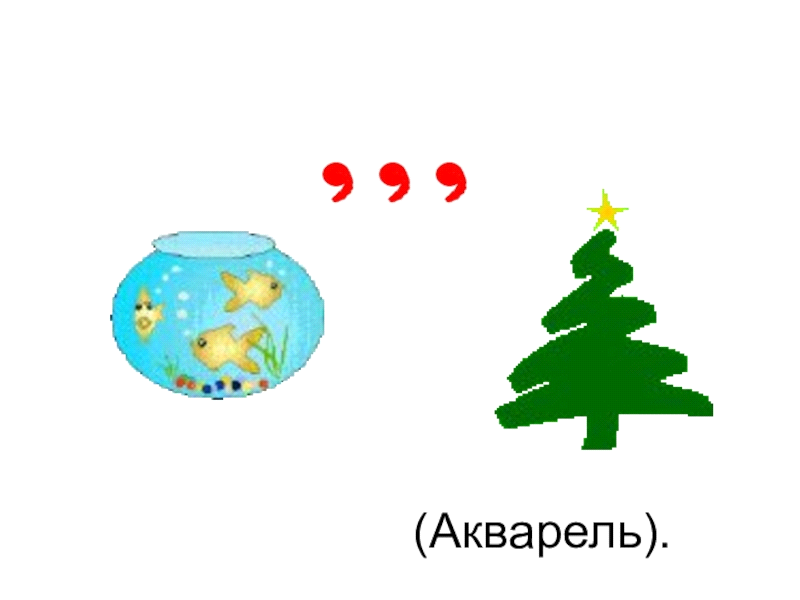 , , ,
(Акварель).